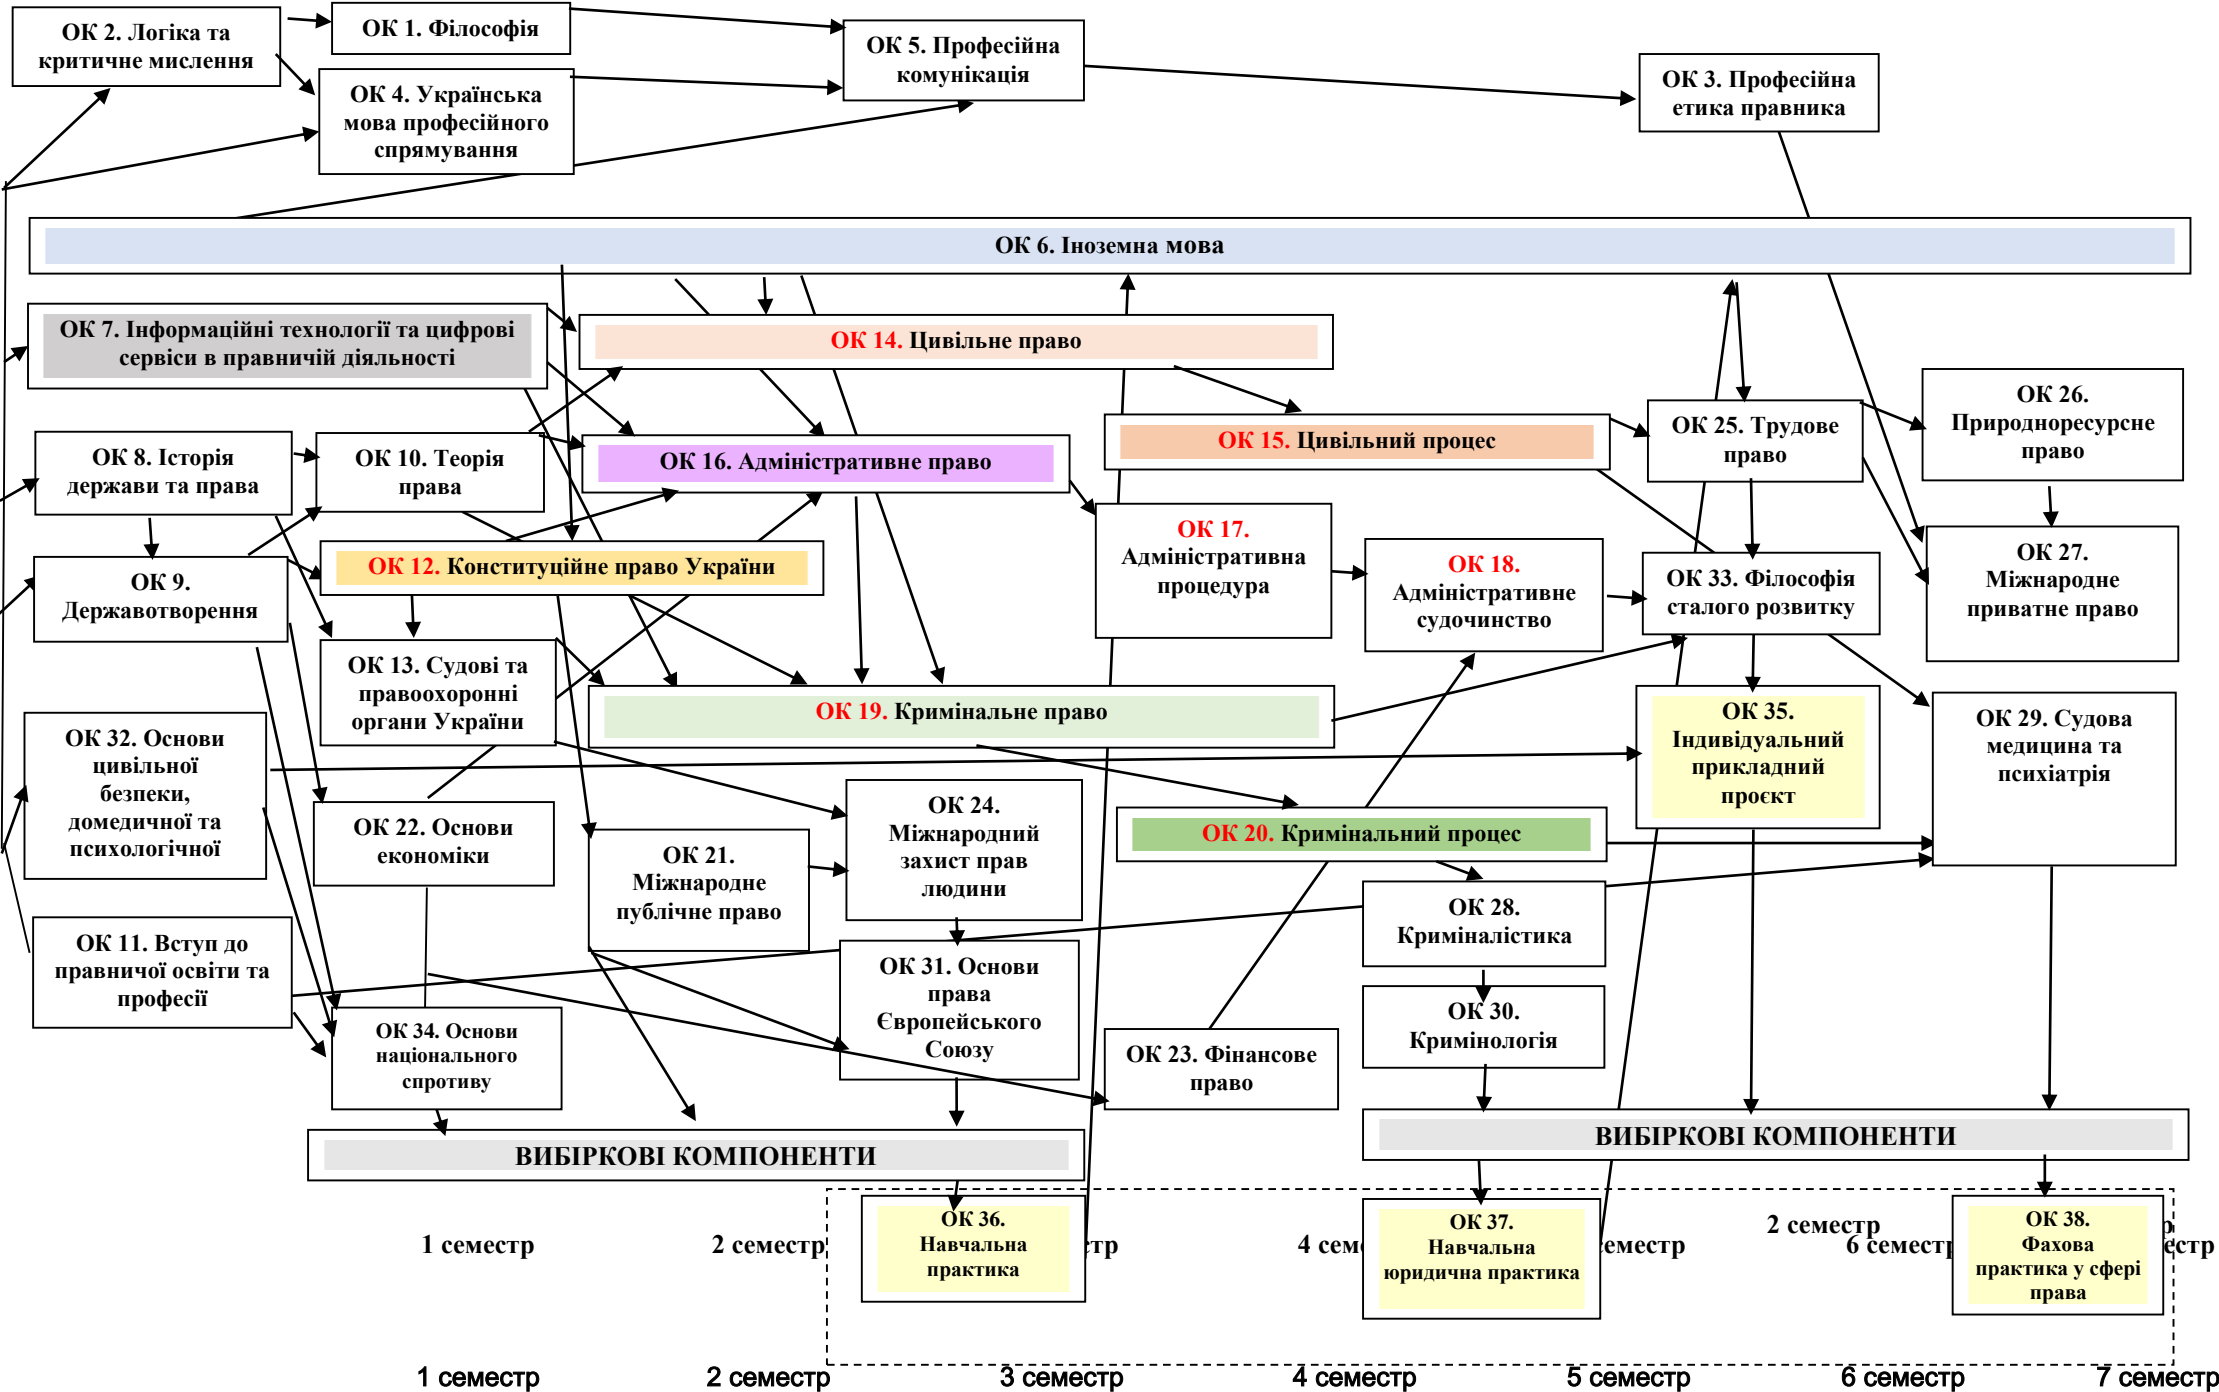 ОК 2. Логіка та
критичне мислення
ОК 1. Філософія
ОК 4. Українська
мова професійного
спрямування
ОК 5. Професійна
комунікація
ОК 3. Професійна
етика правника
ОК 6. Іноземна мова
ОК 7. Інформаційні технології та цифрові
сервіси в правничій діяльності
ОК 14. Цивільне право
ОК 8. Історія
держави та права
ОК 10. Теорія
права
ОК 16. Адміністративне право
ОК 15. Цивільний процес
ОК 25. Трудове
право
ОК 26.
Природноресурсне
право
ОК 9.
Державотворення
ОК 12. Конституційне право України
ОК 17.
Адміністративна
процедура
ОК 18.
Адміністративне
судочинство
ОК 33. Філософія
сталого розвитку
ОК 27.
Міжнародне
приватне право
ОК 13. Судові та
правоохоронні
органи України
ОК 19. Кримінальне право
ОК 35.
Індивідуальний
прикладний
проєкт
ОК 29. Судова
медицина та
психіатрія
ОК 32. Основи
цивільної
безпеки,
домедичної та
психологічної
ОК 22. Основи
економіки
ОК 21.
Міжнародне
публічне право
ОК 24.
Міжнародний
захист прав
людини
ОК 20. Кримінальний процес
ОК 28.
Криміналістика
ОК 11. Вступ до
правничої освіти та
професії
ОК 34. Основи
національного
спротиву
ОК 31. Основи
права
Європейського
Союзу
ОК 23. Фінансове
право
ОК 30.
Кримінологія
ВИБІРКОВІ КОМПОНЕНТИ
ВИБІРКОВІ КОМПОНЕНТИ
ОК 36.
Навчальна
практика
ОК 37.
Навчальна
юридична практика
ОК 38.
Фахова
практика у сфері
права
2 семестр
1 семестр
2 семестр
6 семестр
1 семестр
2 семестр
3 семестр
4 семестр
5 семестр
6 семестр
7 семестр